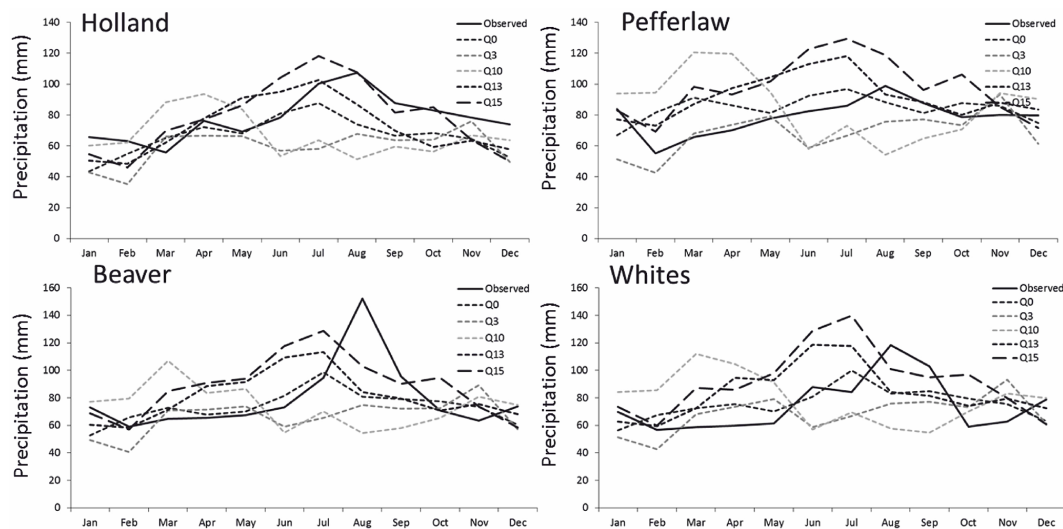 Holland
Precipitation (mm)
140
120
100
80
60
40
20
0
Jan Feb Mar Apr May Jun Jul Aug Sep Oct Nov Dec
Observed
Q0
Q3
Q10
Q13
Q15
Pefferlaw
Precipitation (mm)
140
120
100
80
60
40
20
0
Jan Feb Mar Apr May Jun Jul Aug Sep Oct Nov Dec
Observed
Q0
Q3
Q10
Q13
Q15
Beaver
Precipitation (mm)
160
140
120
100
80
60
40
20
0
Jan Feb Mar Apr May Jun Jul Aug Sep Oct Nov Dec
Observed
Q0
Q3
Q10
Q13
Q15
Whites
Precipitation (mm)
160
140
120
100
80
60
40
20
0
Jan Feb Mar Apr May Jun Jul Aug Sep Oct Nov Dec
Observed
Q0
Q3
Q10
Q13
Q15